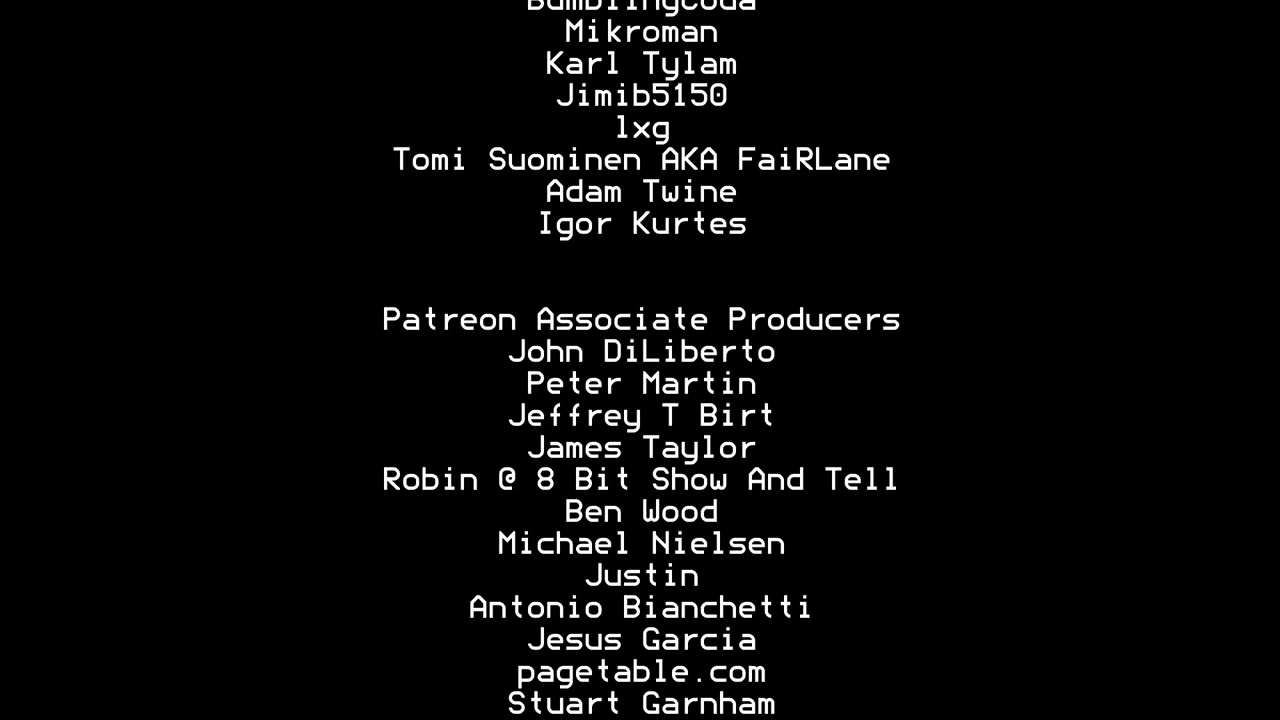 BumblingCoda
Mikroman
Karl Tylam
Jimib5150
lxg
Tomi Suominen AKA FaiRLane
Adam Twine
Igor Kurtes
Patreon Associate Producers
John DiLiberto
Peter Martin
Jeffrey T Birt
James Taylor
Robin @ 8 Bit Show And Tell
Ben Wood
Michael Nielsen
Justin
Antonio Bianchetti
Jesus Garcia
pagetable.com
Stuart Garnham